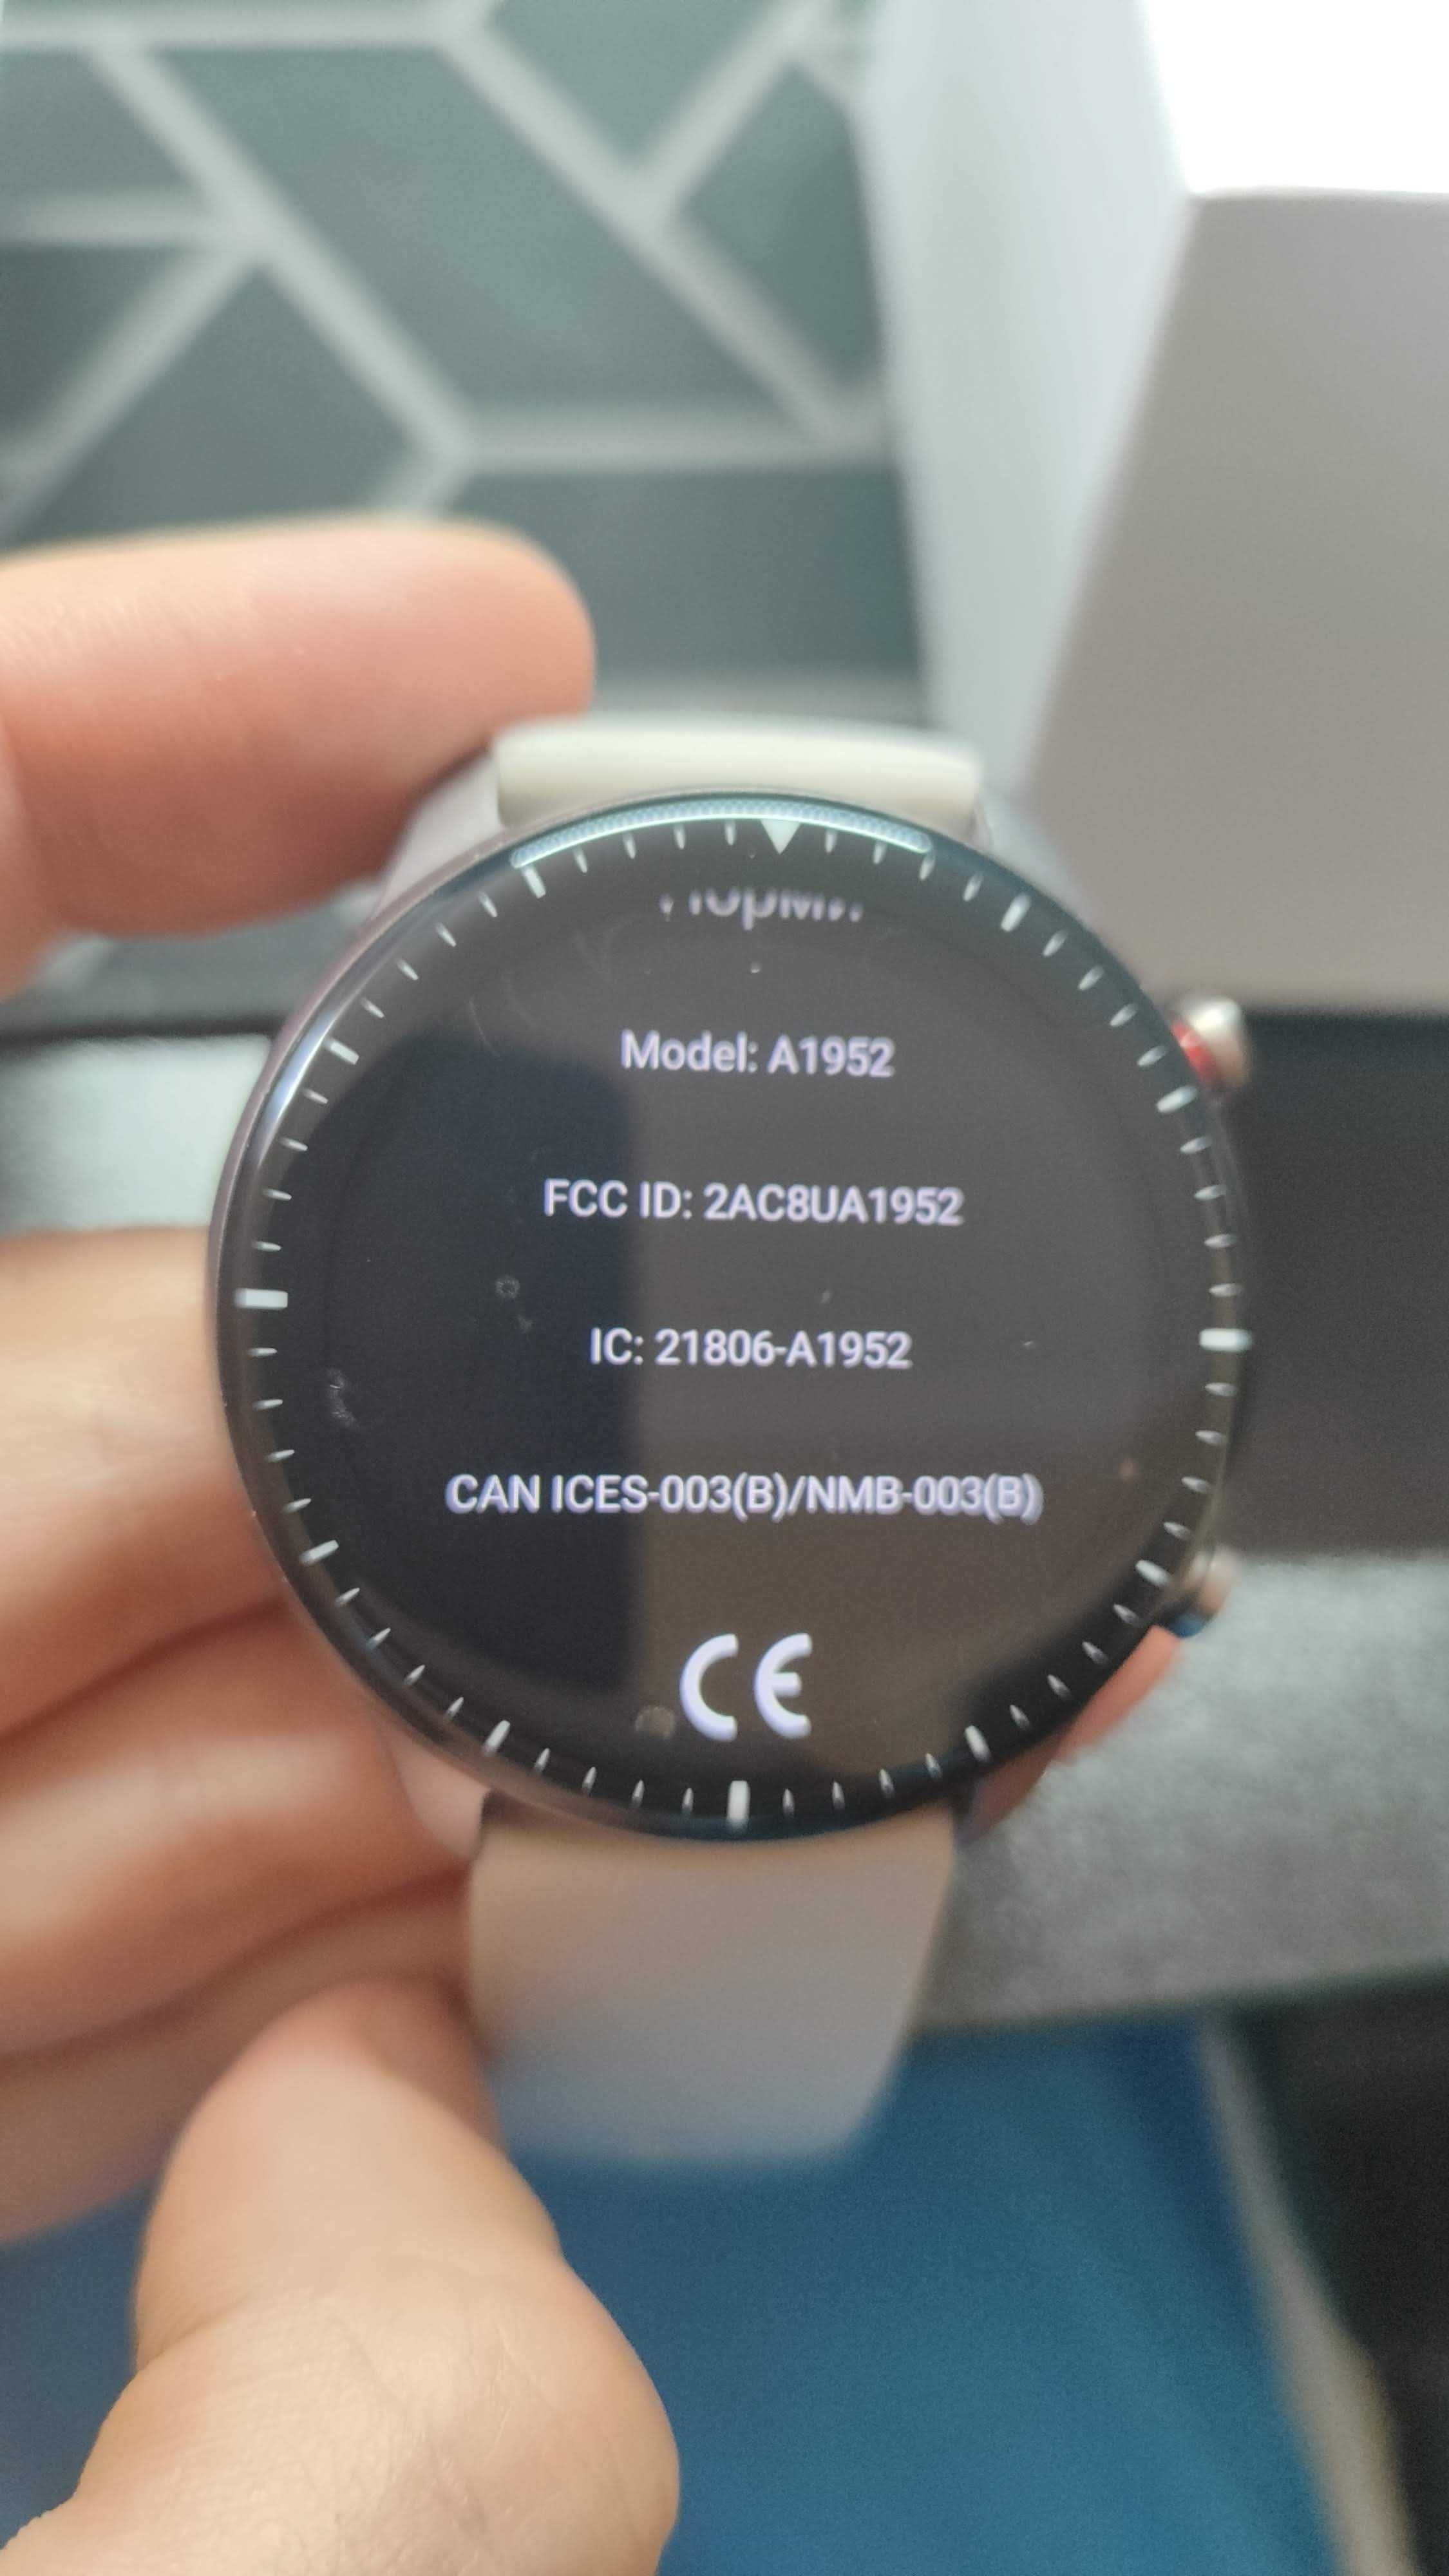 Model: A1952
FCC ID: 2AC8UA1952
IC: 21806-A1952
CAN ICES-003(B)/NMB-003(B)
CE